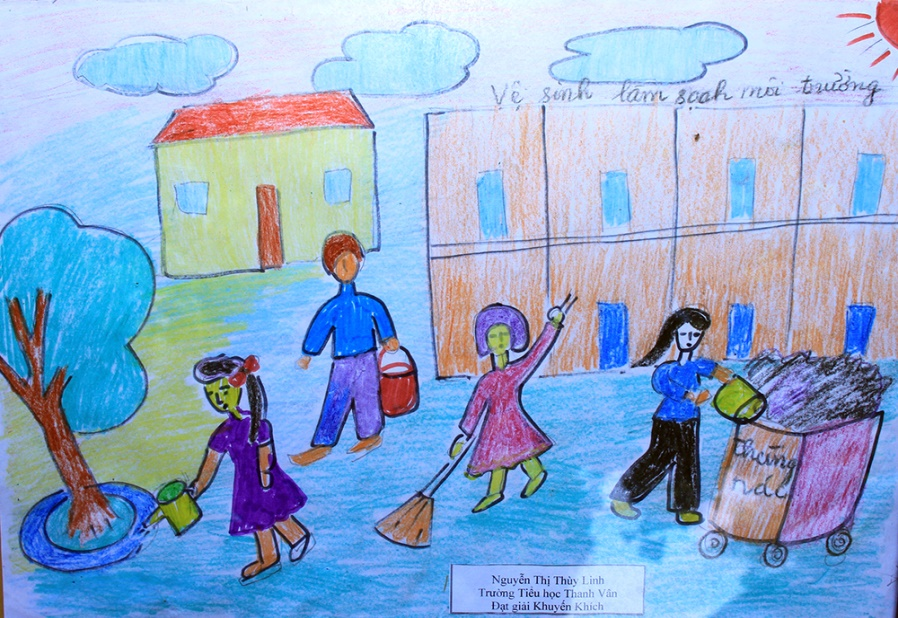 Vệ sinh làm sạch môi trường
thùng
rác
Nguyễn Thị Thùy Linh
Trường Tiểu học Thanh Vân
Đạt giải Khuyến Khích